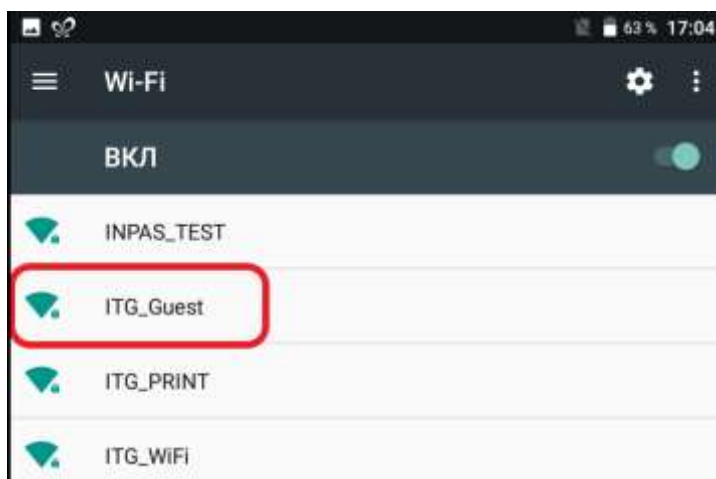 63 % 17:04
Wi-Fi
ВКЛ
INPAS_TEST
ITG_Guest
ITG_PRINT
ITG_WiFi